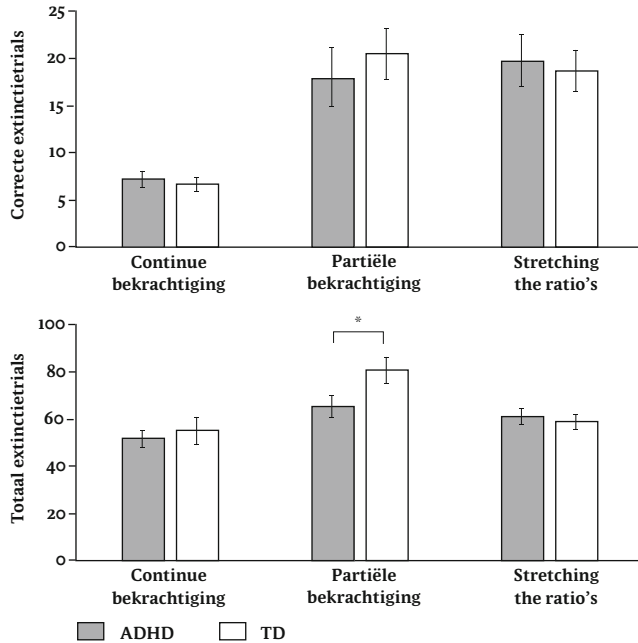 Correcte extinctietrials
25
20
15
10
5
0
Continue
bekrachtiging
Partiële
bekrachtiging
Stretching
the ratio's
Totaal extinctietrials
100
80
60
40
20
0
*
Continue
bekrachtiging
Partiële
bekrachtiging
Stretching
the ratio's
ADHD
TD